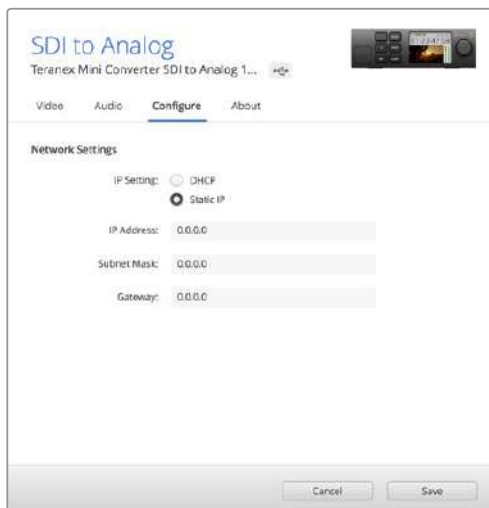 SDI to Analog
Teranex Mini Converter SDI to Analog 1...
Video Audio Configure About
Network Settings
IP Setting: DHCP
Static IP
IP Address: 0.0.0.0
Subnet Mask: 0.0.0.0
Gateway: 0.0.0.0
Cancel Save